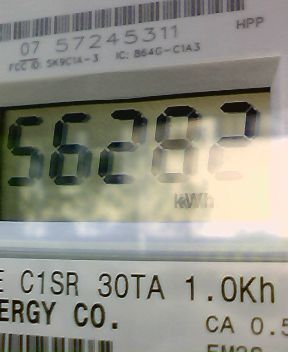 HPP
07 57245311
FCC ID: SK9C1A-3 IC: 864G-C1A3
56282
kWh
E C1SR 30TA 1.0Kh
ERGY CO.
CA 0.5